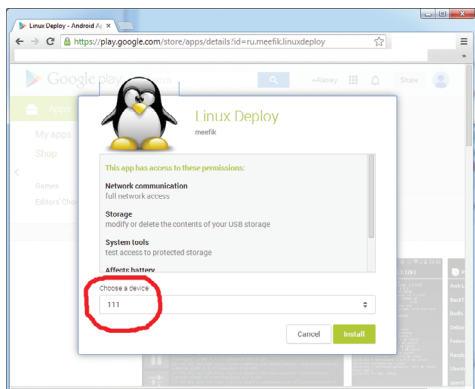 Linux Deploy - Android Ap
https://play.google.com/store/apps/details?id=ru.meefik.linuxdeploy
Google play
+Alexey
Share
Apps
My apps
Shop
Games
Editors' Choi
Linux Deploy
meefik
This app has access to these permissions:
Network communication
full network access
Storage
modify or delete the contents of your USB storage
System tools
test access to protected storage
Affects battery
Choose a device
111
Cancel
Install